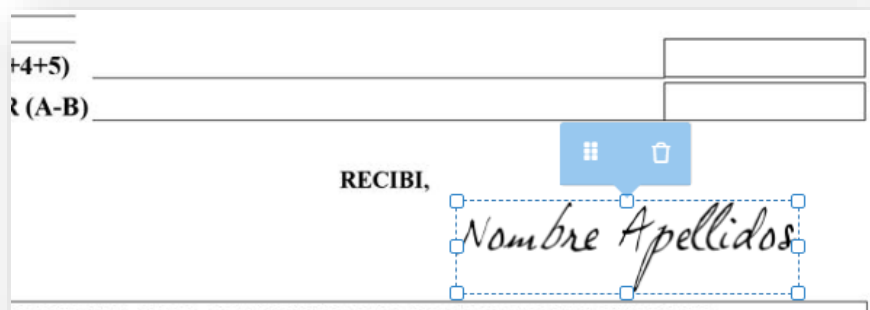 +4+5)
(A-B)
RECIBI,
Nombre Apellidos